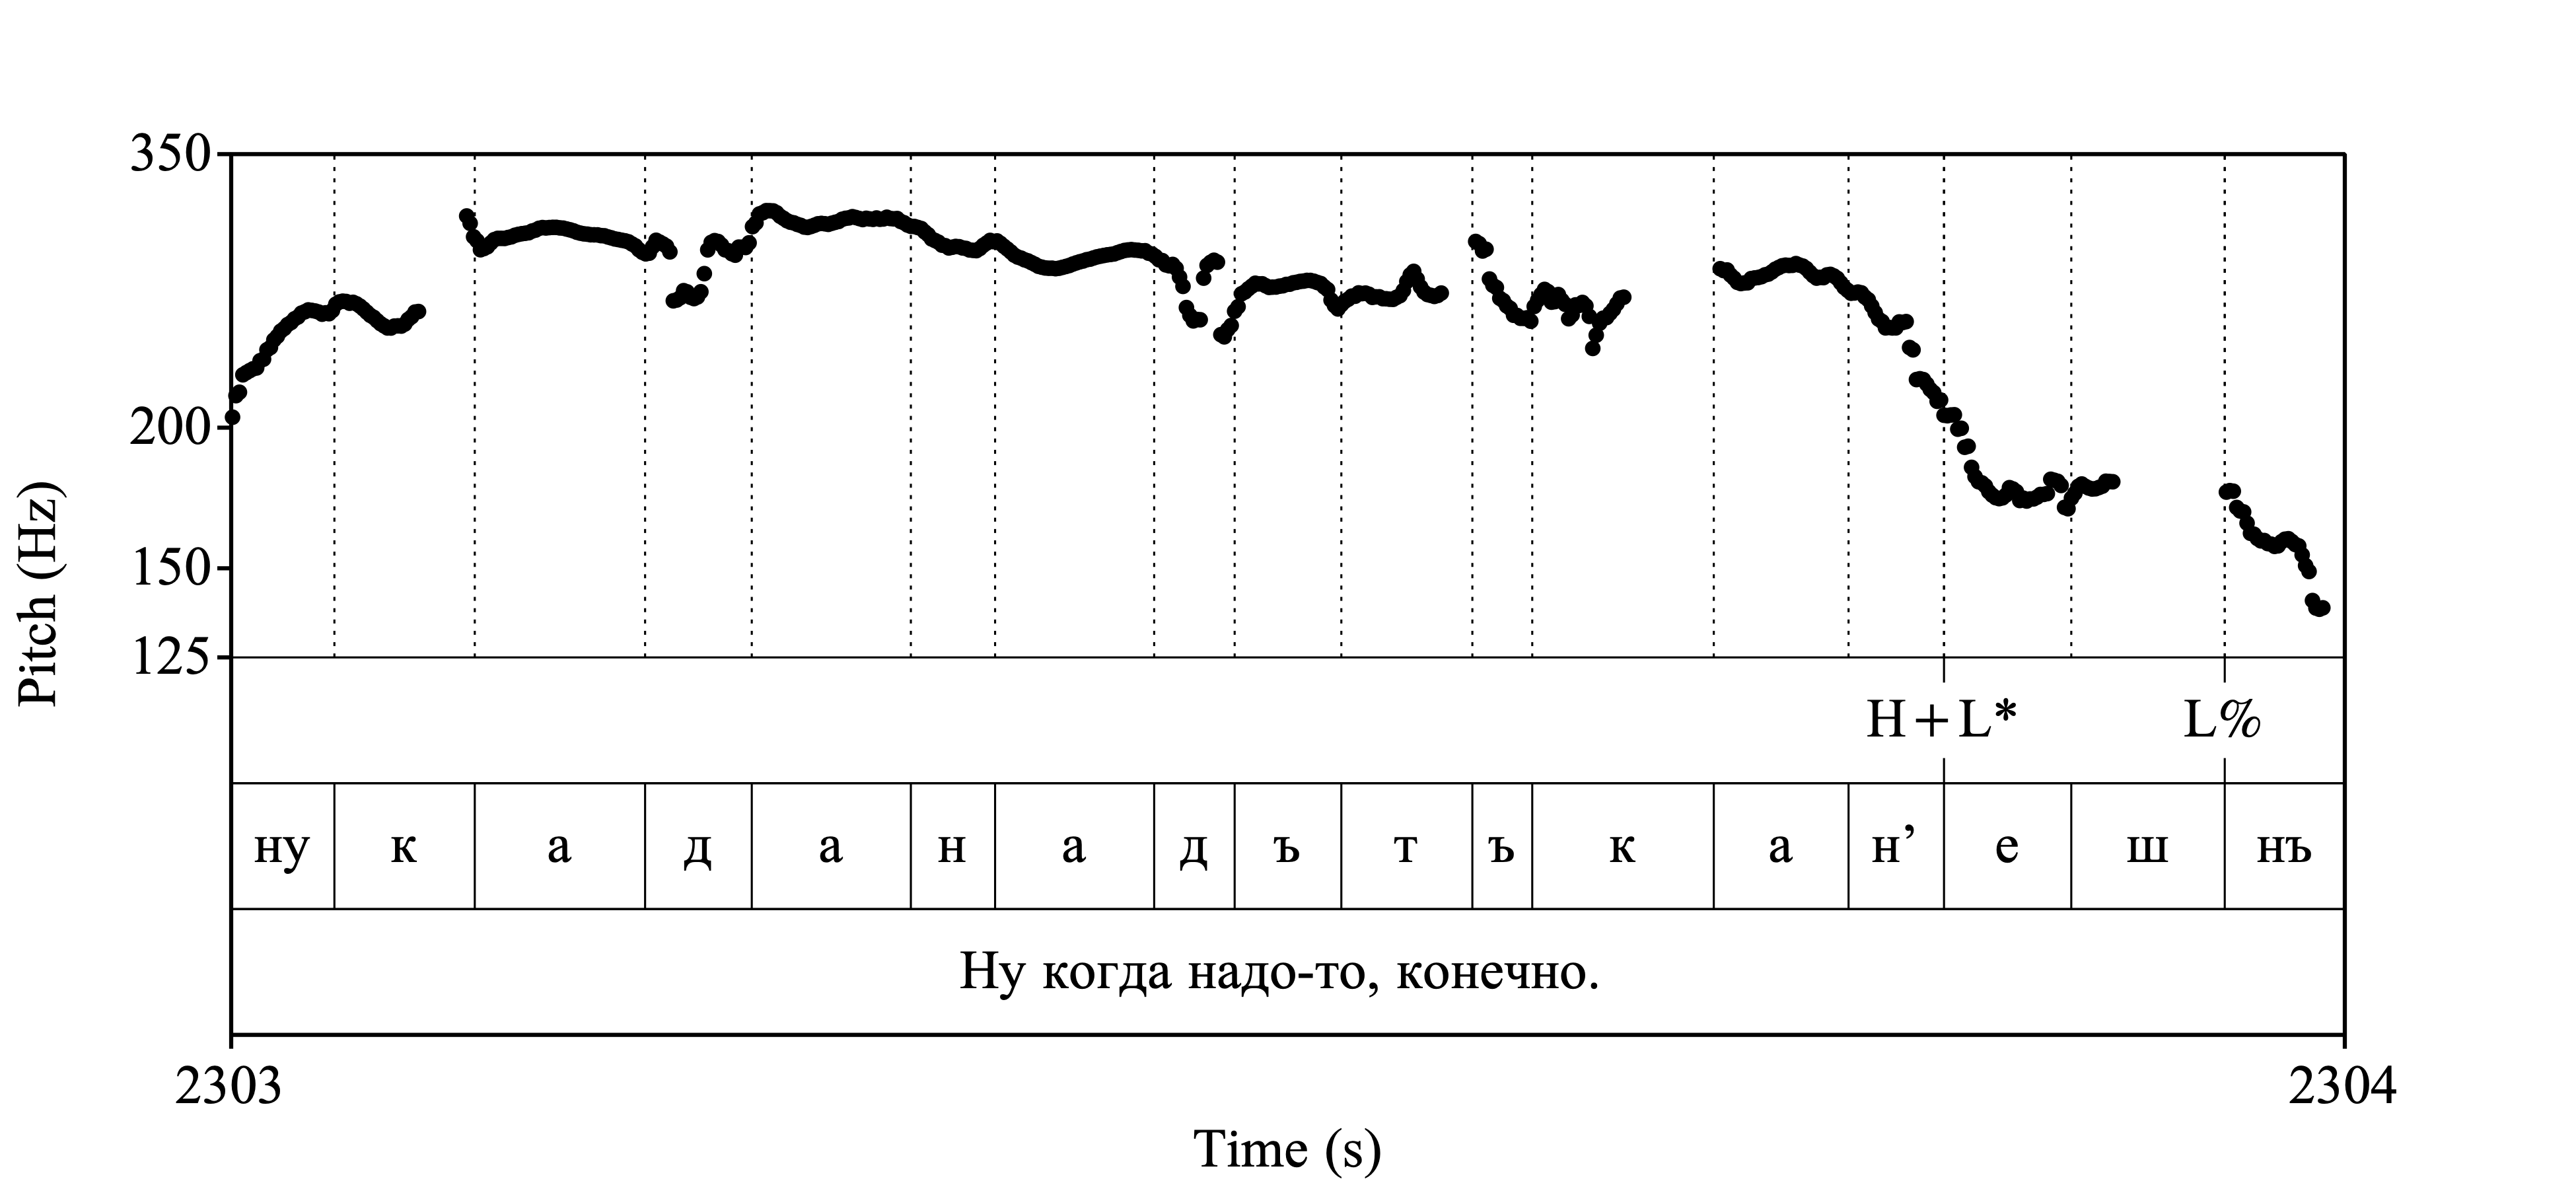 350
200
150
125
Pitch (Hz)
H+L* L%
ну к а д а н а д ъ т ъ к а н’ е ш нъ
Ну когда надо-то, конечно.
2303 2304
Time (s)